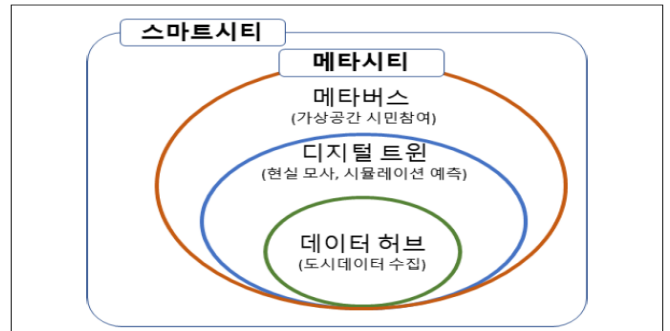 스마트시티
메타시티
메타버스
(가상공간 시민참여)
디지털 트윈
(현실 모사, 시뮬레이션 예측)
데이터 허브
(도시데이터 수집)